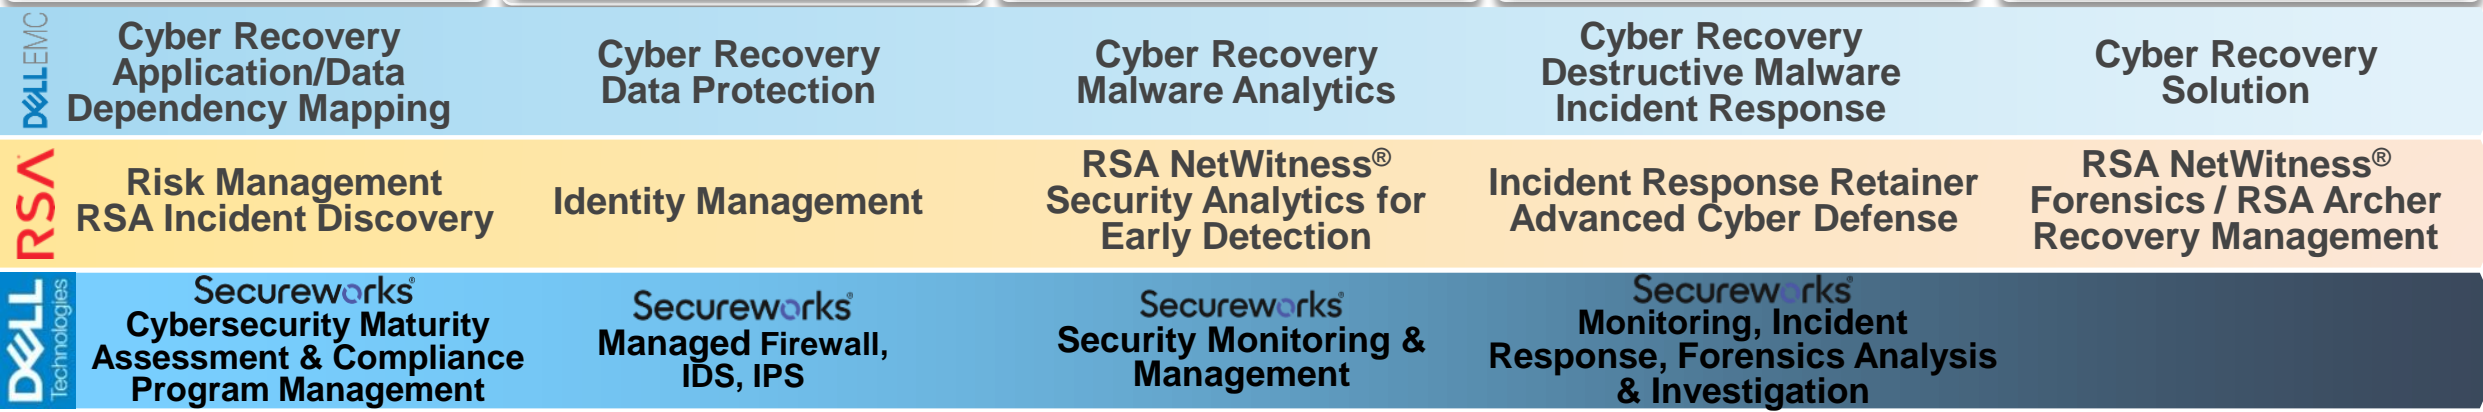 DELLEMC
Cyber Recovery
Application/Data
Dependency Mapping
Cyber Recovery
Data Protection
Cyber Recovery
Malware Analytics
Cyber Recovery
Destructive Malware
Incident Response
Cyber Recovery
Solution
RSA
Risk Management
RSA Incident Discovery
Identity Management
RSA NetWitness®
Security Analytics for
Early Detection
Incident Response Retainer
Advanced Cyber Defense
RSA NetWitness®
Forensics / RSA Archer
Recovery Management
DELL
Technologies
Secureworks®
Cybersecurity Maturity
Assessment & Compliance
Program Management
Secureworks®
Managed Firewall,
IDS, IPS
Secureworks®
Security Monitoring &
Management
Secureworks®
Monitoring, Incident
Response, Forensics Analysis
& Investigation